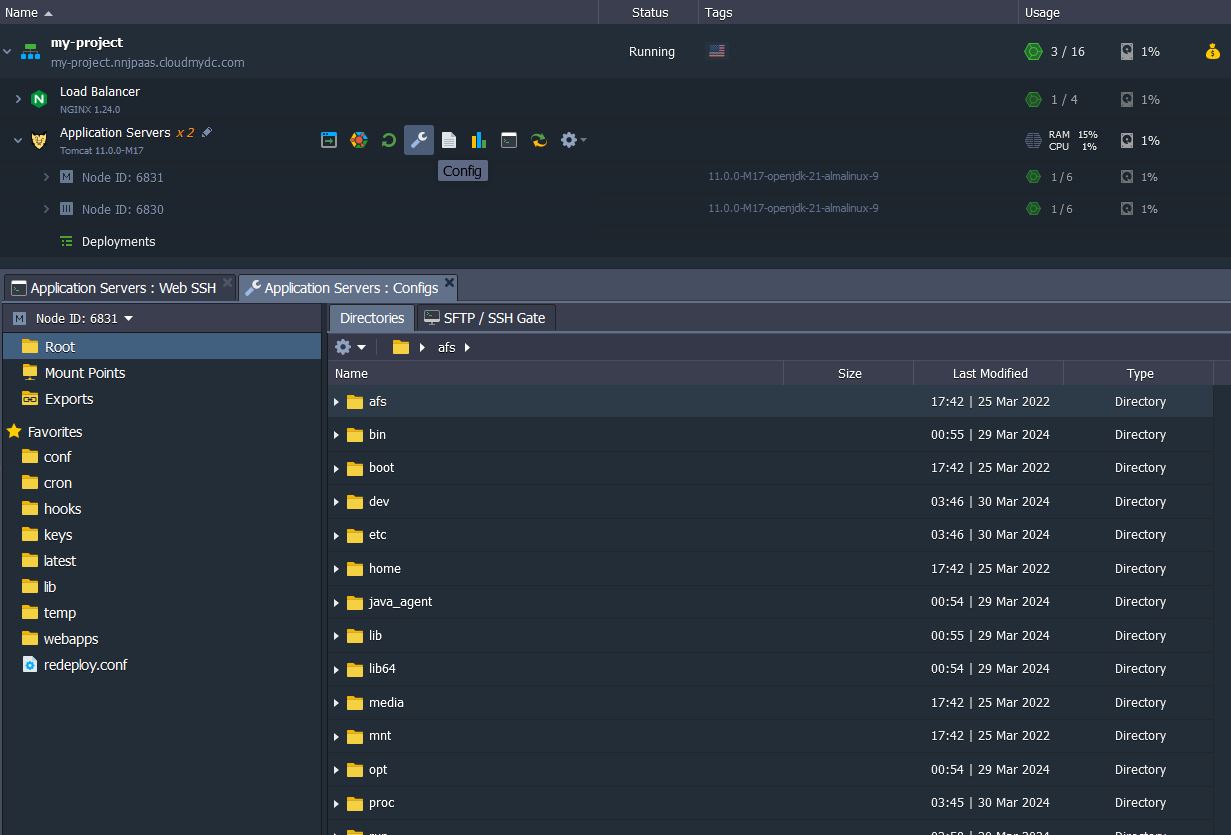 Name Status Tags Usage
my-project Running 3 / 16 1%
my-project.nnjpaas.cloudmydc.com
Load Balancer 1 / 4 1%
NGINX 1.24.0
Application Servers x 2 RAM 15% 1%
Tomcat 11.0.0-M17 CPU 1%
Config
M Node ID: 6831 11.0.0-M17-openjdk-21-almalinux-9 1 / 6 1%
Node ID: 6830 11.0.0-M17-openjdk-21-almalinux-9 1 / 6 1%
Deployments
Application Servers : Web SSH Application Servers : Configs
M Node ID: 6831
Root
Mount Points
Exports
Favorites
conf
cron
hooks
keys
latest
lib
temp
webapps
redeploy.conf
Directories SFTP / SSH Gate
afs
Name Size Last Modified Type
afs 17:42 | 25 Mar 2022 Directory
bin 00:55 | 29 Mar 2024 Directory
boot 17:42 | 25 Mar 2022 Directory
dev 03:46 | 30 Mar 2024 Directory
etc 03:46 | 30 Mar 2024 Directory
home 17:42 | 25 Mar 2022 Directory
java_agent 00:54 | 29 Mar 2024 Directory
lib 00:55 | 29 Mar 2024 Directory
lib64 00:54 | 29 Mar 2024 Directory
media 17:42 | 25 Mar 2022 Directory
mnt 17:42 | 25 Mar 2022 Directory
opt 00:54 | 29 Mar 2024 Directory
proc 03:45 | 30 Mar 2024 Directory